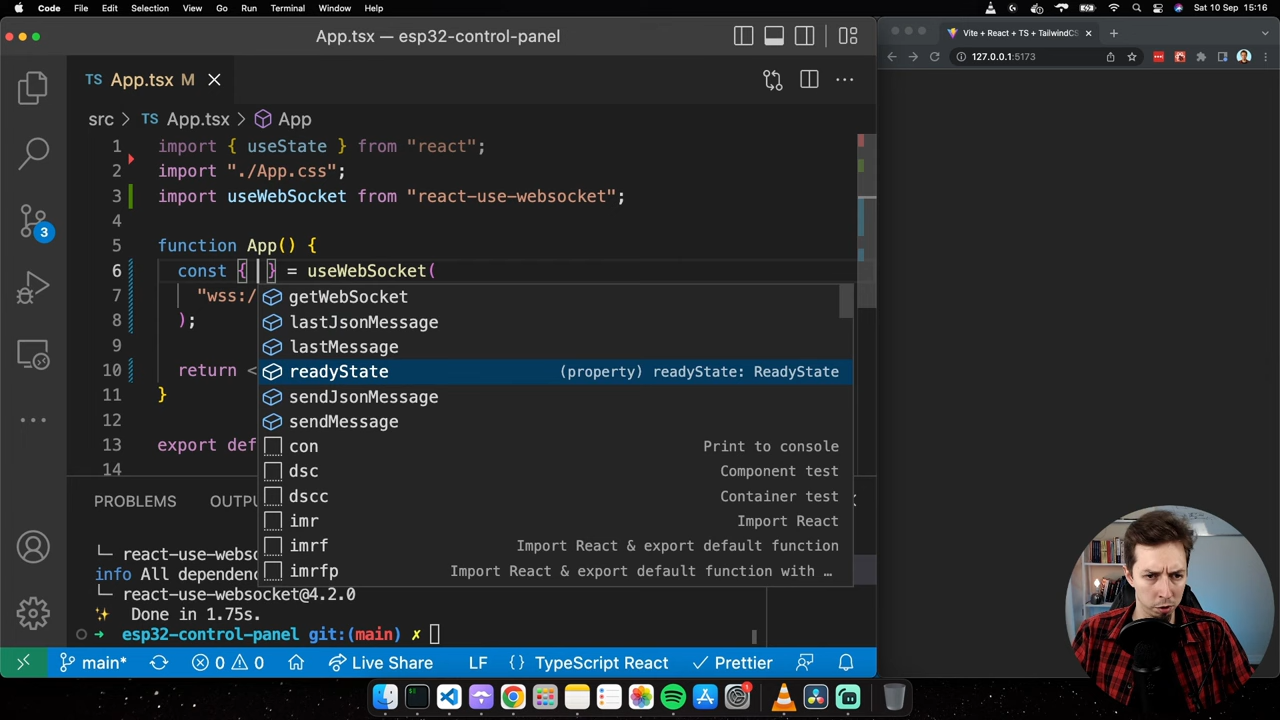 Code File Edit Selection View Go Run Terminal Window Help Sat 10 Sep 15:16
App.tsx — esp32-control-panel
Vite + React + TS + TailwindCS
127.0.0.1:5173
TS App.tsx M
src > TS App.tsx > App
1 import { useState } from "react";
2 import "./App.css";
3 import useWebSocket from "react-use-websocket";
4
5 function App() {
6 const { } = useWebSocket(
7 "wss:/
8 );
9
10 return <
11 }
12
13 export def
14
getWebSocket
lastJsonMessage
lastMessage
readyState (property) readyState: ReadyState
sendJsonMessage
sendMessage
con Print to console
dsc Component test
dscc Container test
imr Import React
imrf Import React & export default function
imrfp Import React & export default function with …
3
PROBLEMS OUTPU
└─ react-use-webso
info All dependenc
└─ react-use-websocket@4.2.0
✨ Done in 1.75s.
➜ esp32-control-panel git:(main) ✗
main* 0 0 Live Share LF {} TypeScript React Prettier
1